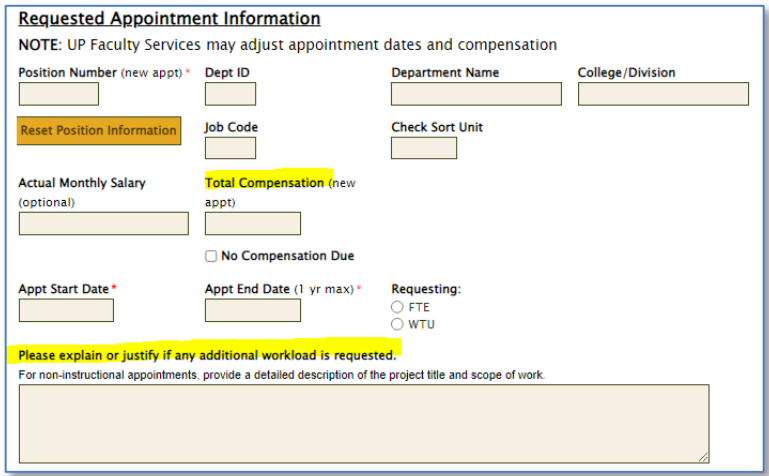 Requested Appointment Information
NOTE: UP Faculty Services may adjust appointment dates and compensation
Position Number (new appt) * Dept ID Department Name College/Division
Reset Position Information Job Code Check Sort Unit
Actual Monthly Salary Total Compensation (new
(optional) appt)
No Compensation Due
Appt Start Date * Appt End Date (1 yr max) * Requesting:
FTE
WTU
Please explain or justify if any additional workload is requested.
For non-instructional appointments, provide a detailed description of the project title and scope of work.